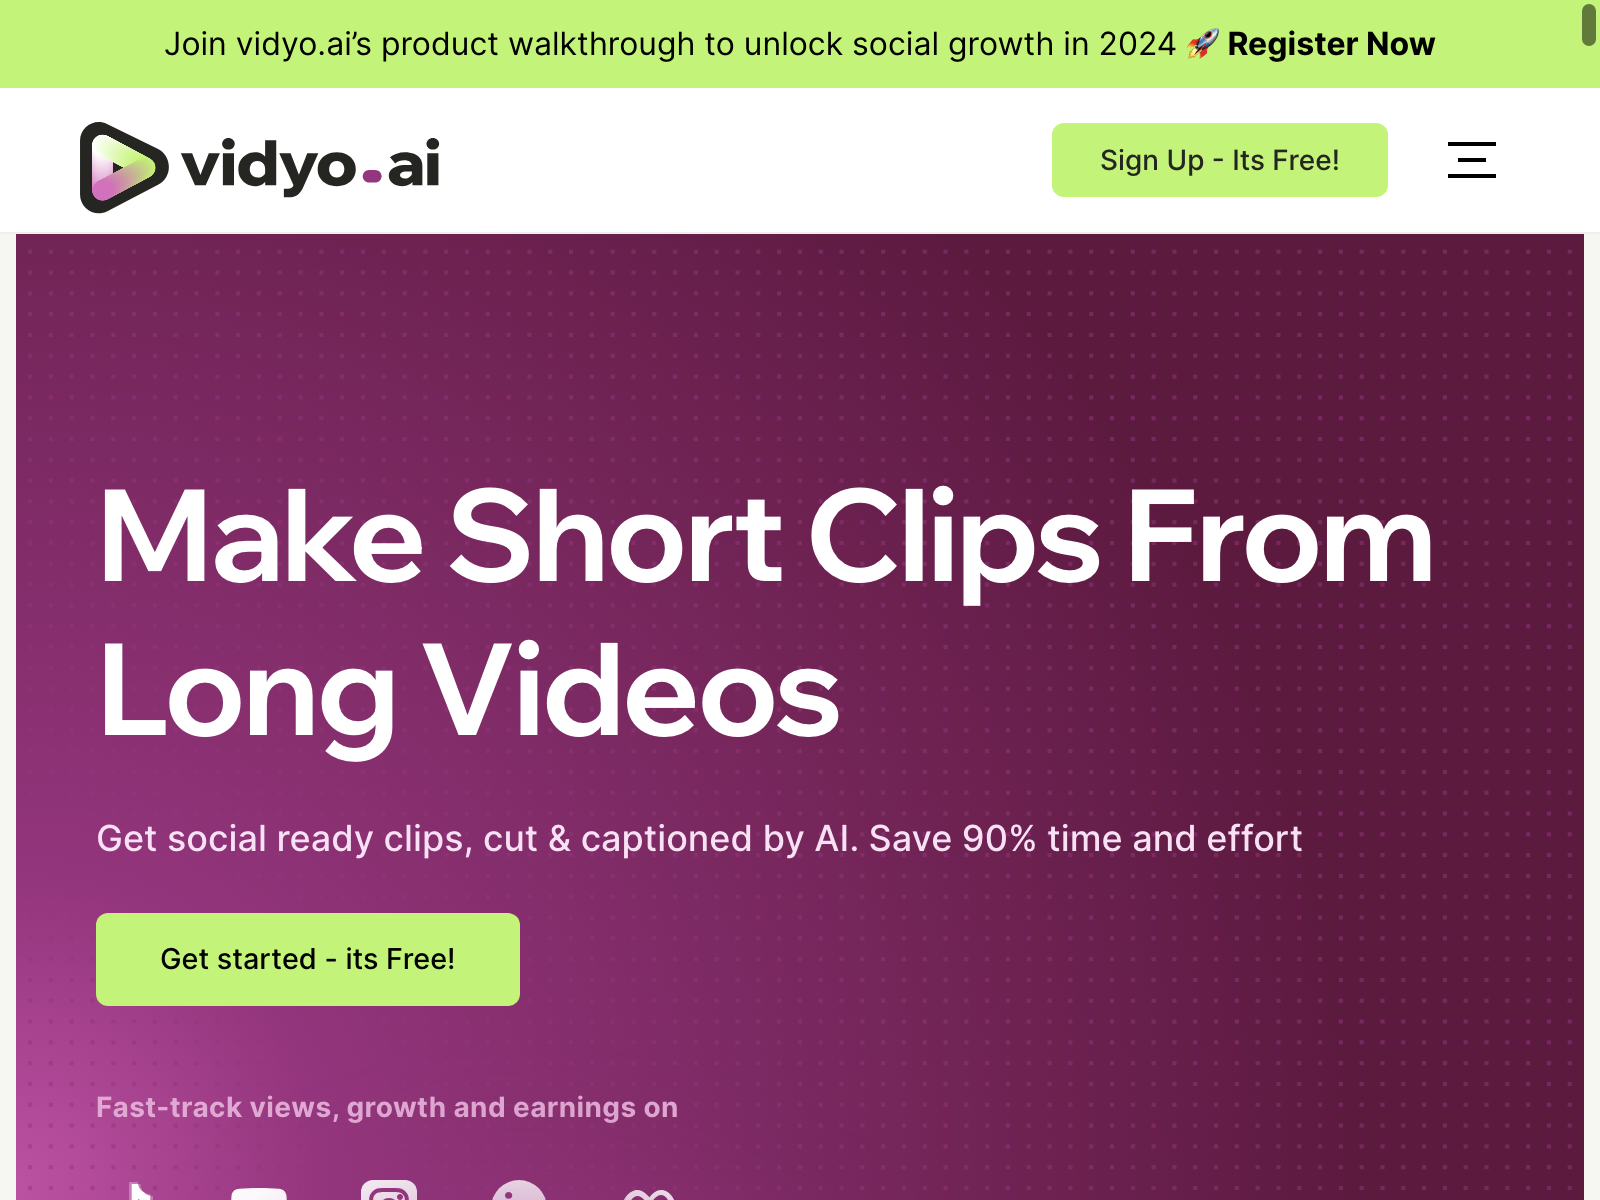 Join vidyo.ai’s product walkthrough to unlock social growth in 2024 🚀 Register Now
vidyo.ai
Sign Up - Its Free!
Make Short Clips From
Long Videos
Get social ready clips, cut & captioned by AI. Save 90% time and effort
Get started - its Free!
Fast-track views, growth and earnings on